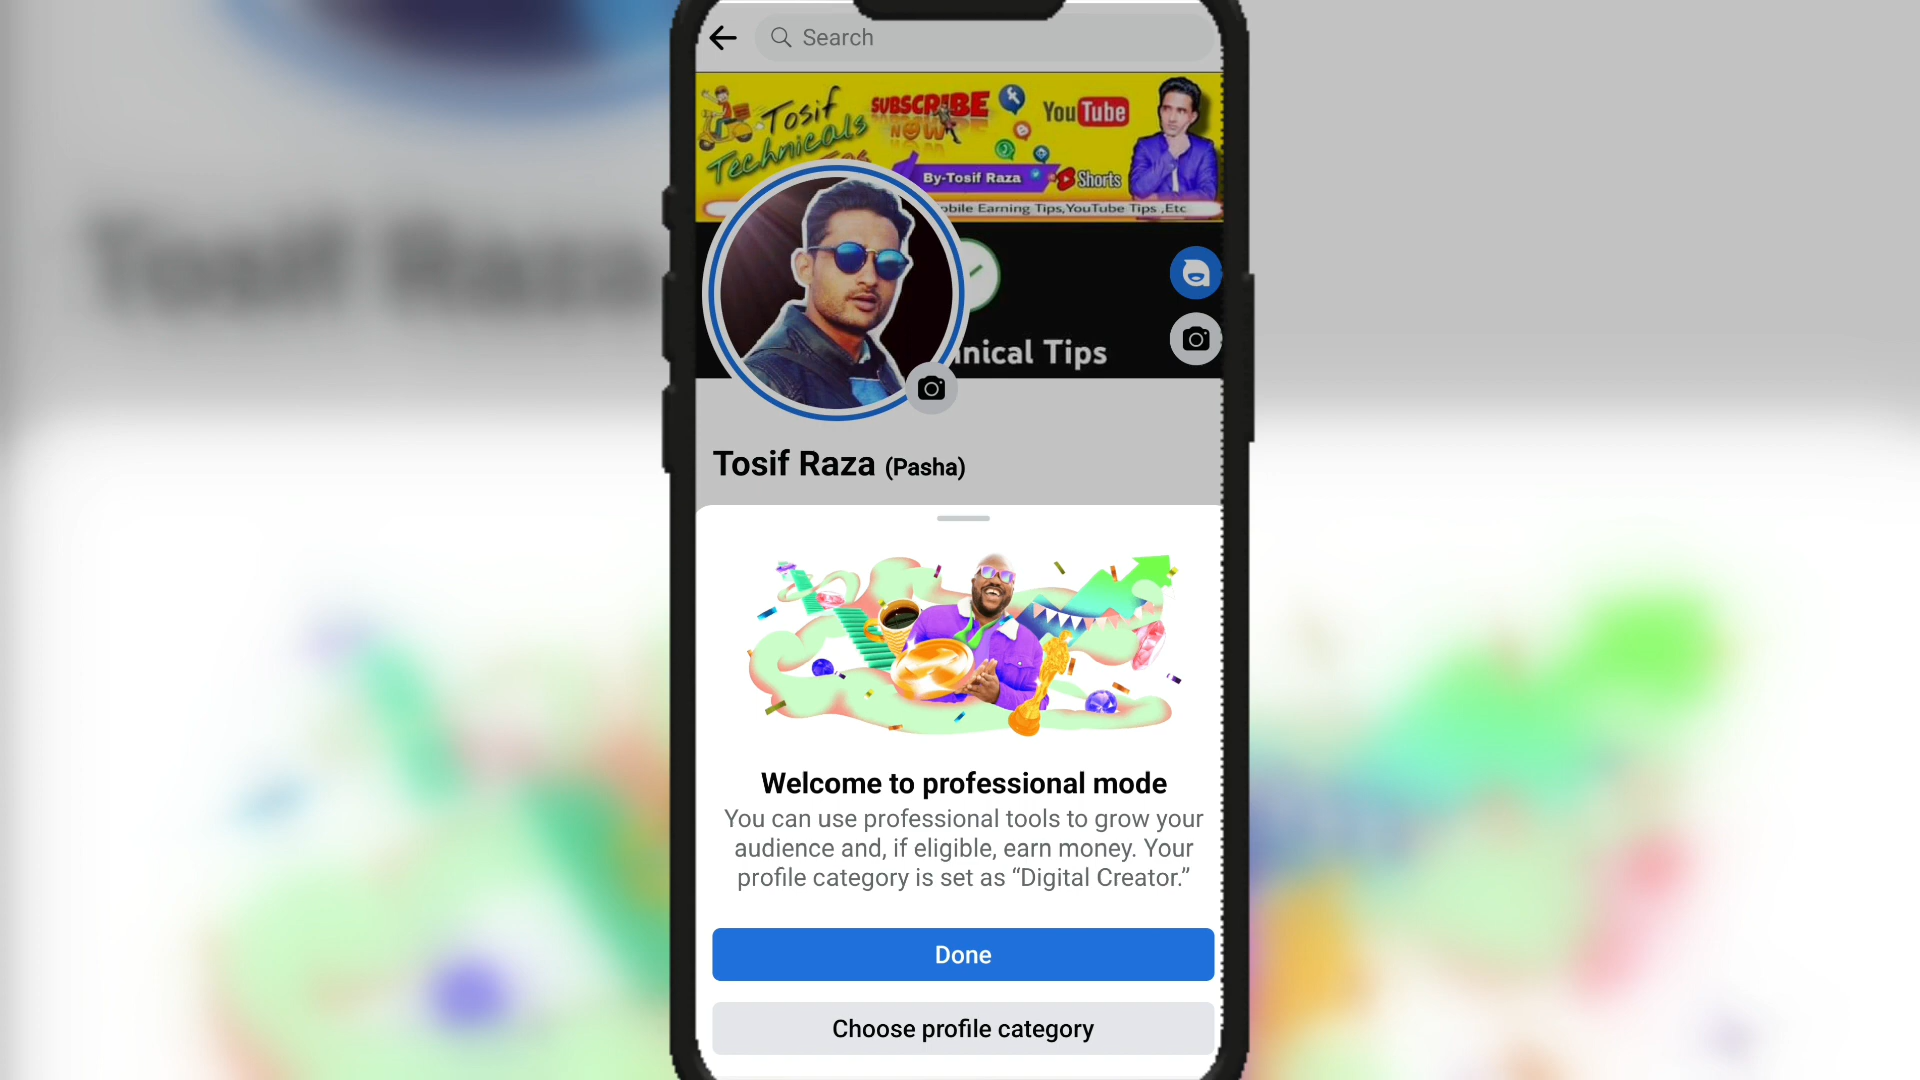 Search
Tosif
Technicals
SUBSCRIBE
NOW
YouTube
By-Tosif Raza
Shorts
Earning Tips,YouTube Tips ,Etc
Tips
Tosif Raza (Pasha)
Tosif Raza
Welcome to professional mode
You can use professional tools to grow your
audience and, if eligible, earn money. Your
profile category is set as “Digital Creator.”
Done
Choose profile category